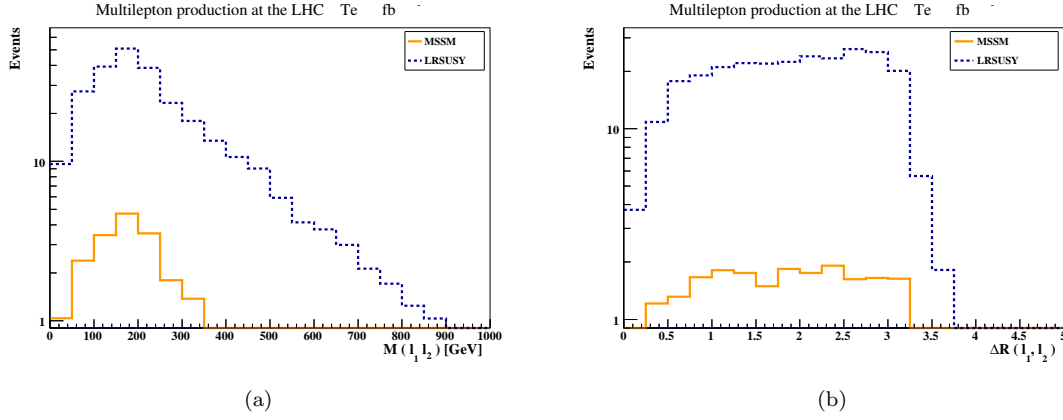 Multilepton production at the LHC Te fb
Events
MSSM
LRSUSY
10
1
0 100 200 300 400 500 600 700 800 900 1000
M ( l1 l2 ) [GeV]
(a)
Multilepton production at the LHC Te fb
Events
MSSM
LRSUSY
10
1
0 0.5 1 1.5 2 2.5 3 3.5 4 4.5 5
ΔR ( l1, l2 )
(b)